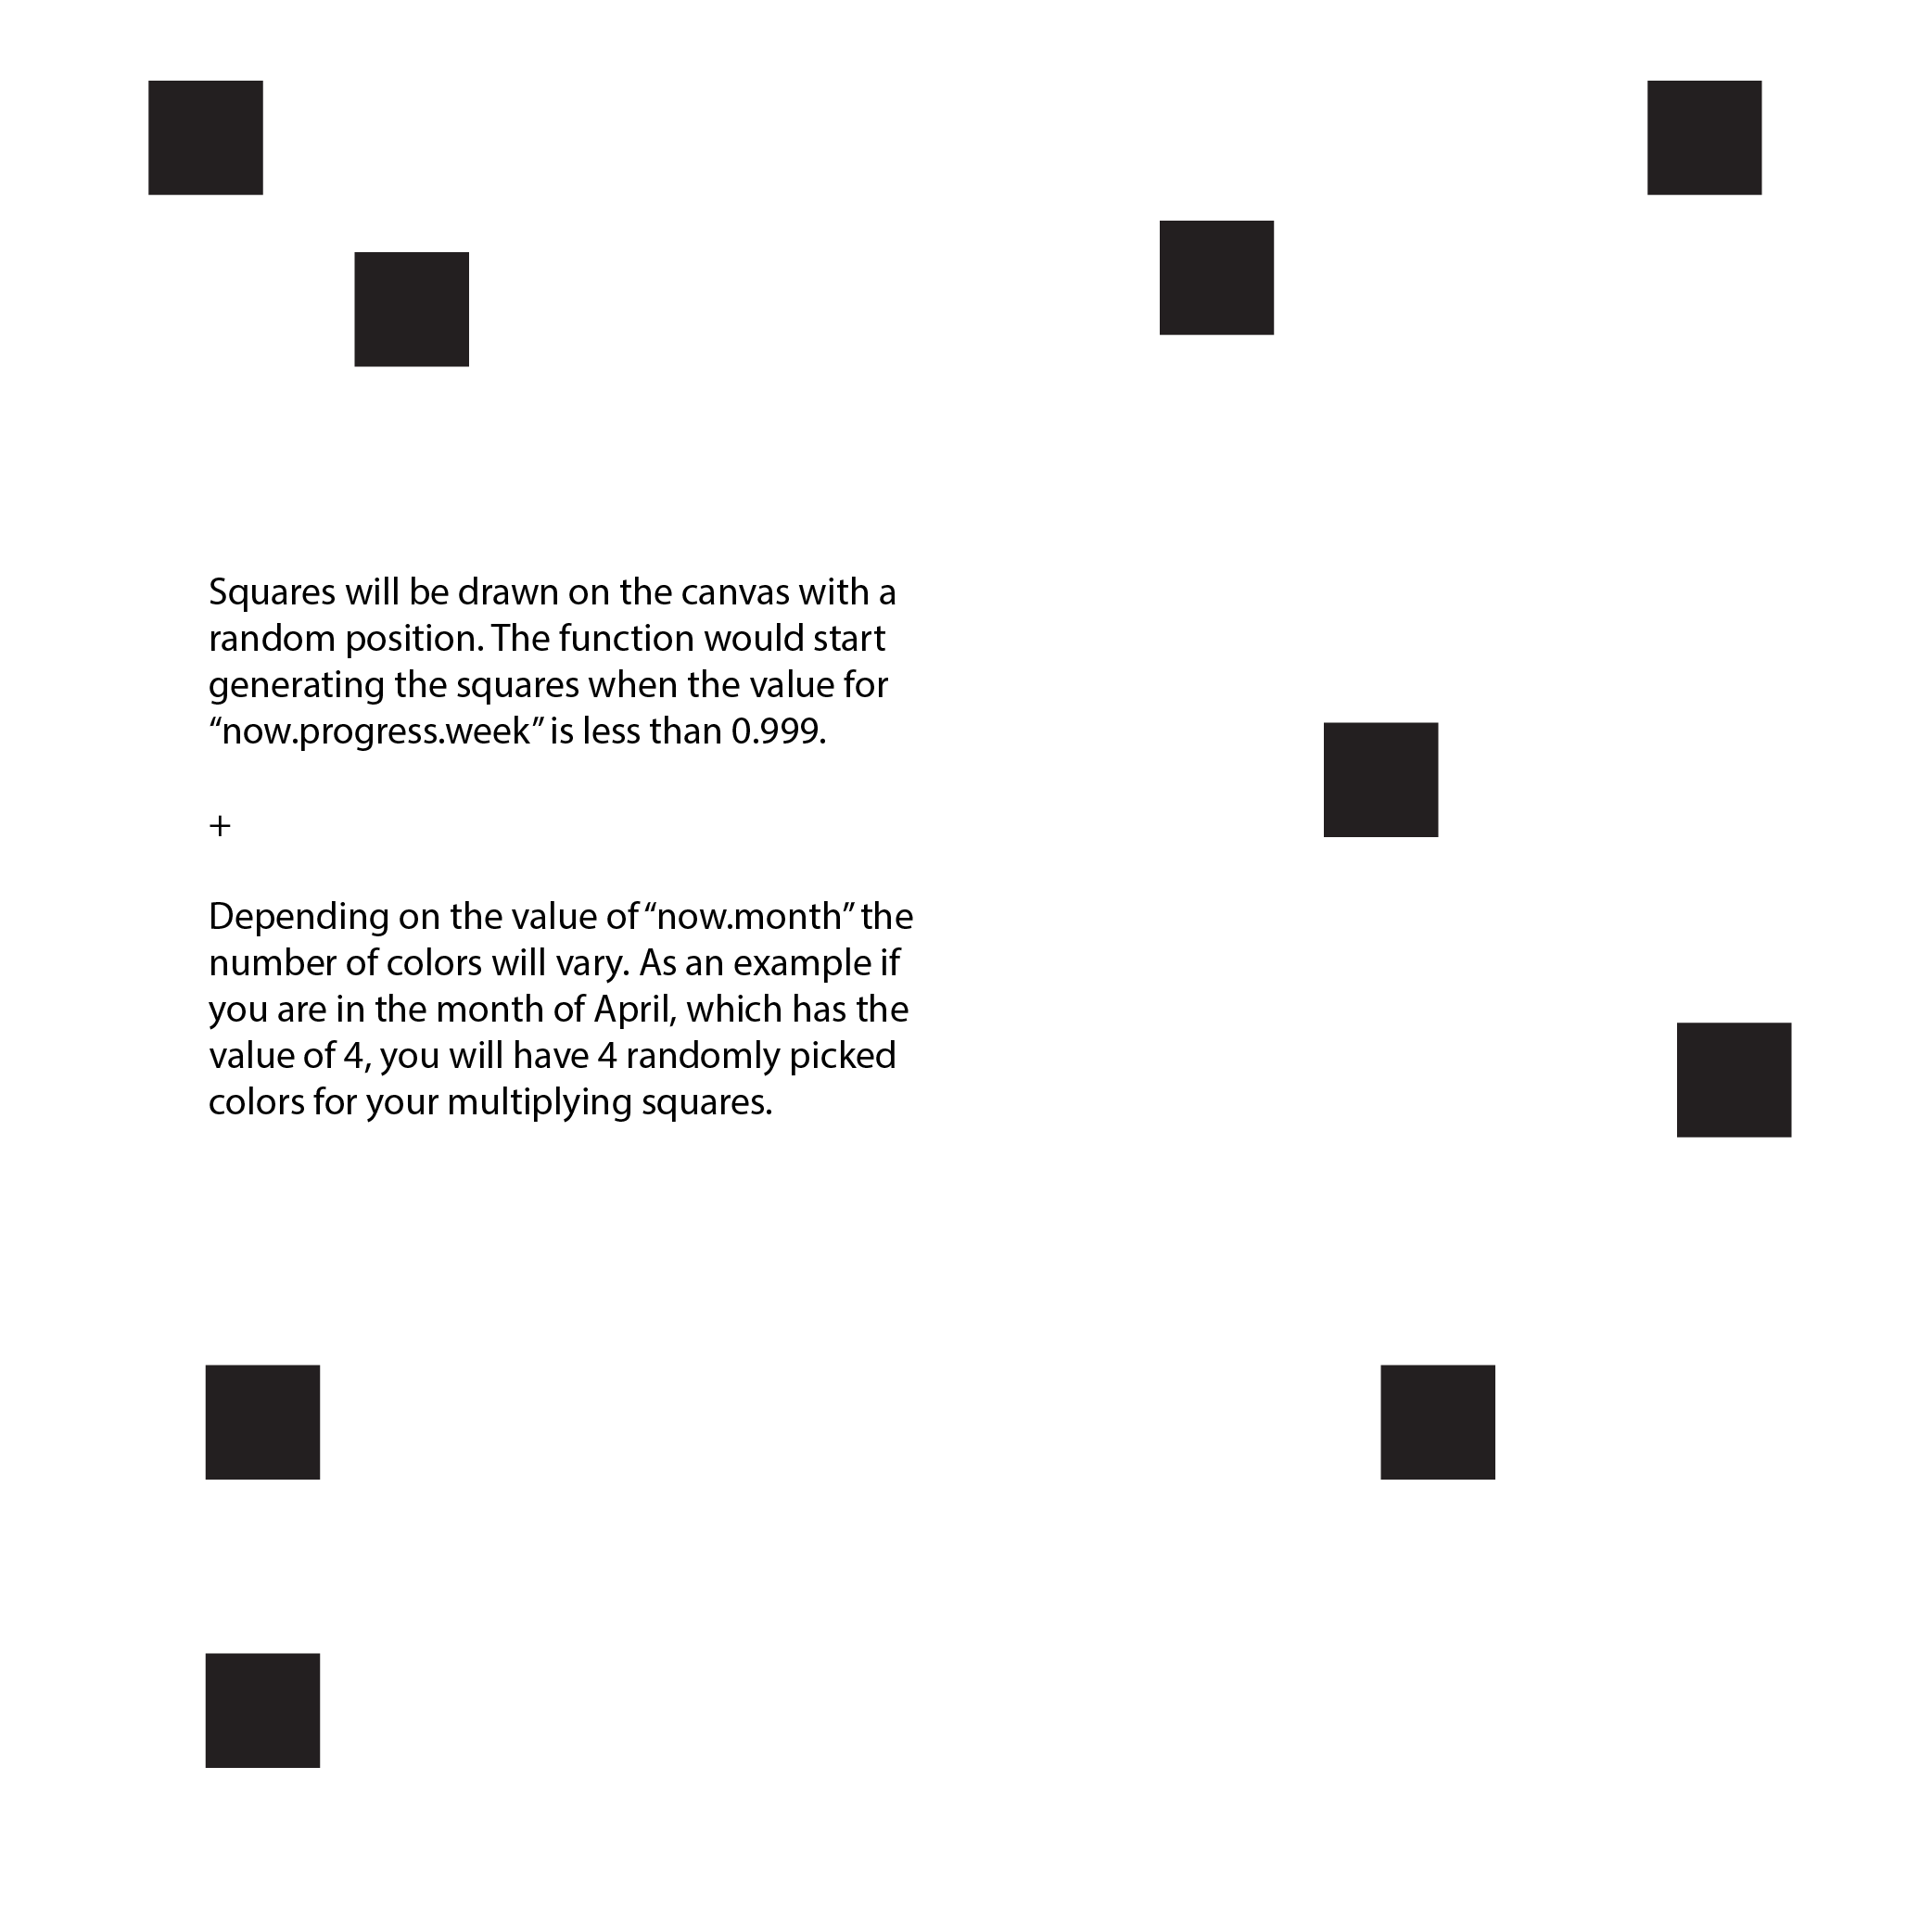 Squares will be drawn on the canvas with a
random position. The function would start
generating the squares when the value for
“now.progress.week” is less than 0.999.
+
Depending on the value of “now.month” the
number of colors will vary. As an example if
you are in the month of April, which has the
value of 4, you will have 4 randomly picked
colors for your multiplying squares.